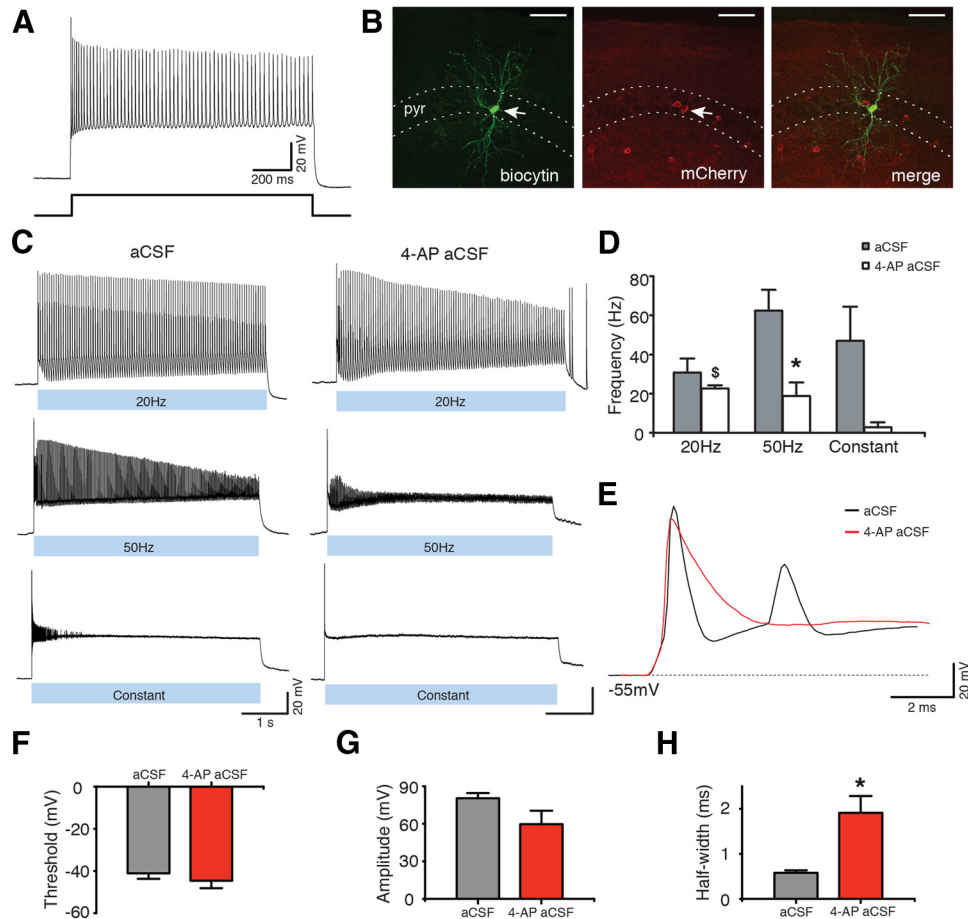 A
20 mV
200 ms
B
pyr
biocytin
mCherry
merge
C
aCSF
4-AP aCSF
20Hz
20Hz
50Hz
50Hz
Constant
Constant
20 mV
1 s
D
aCSF
4-AP aCSF
Frequency (Hz)
80
60
40
20
0
$
*
20Hz
50Hz
Constant
E
aCSF
4-AP aCSF
-55mV
20 mV
2 ms
F
aCSF
4-AP aCSF
Threshold (mV)
0
-20
-40
-60
G
Amplitude (mV)
90
60
30
0
aCSF
4-AP aCSF
H
Half-width (ms)
*
2
1
0
aCSF
4-AP aCSF